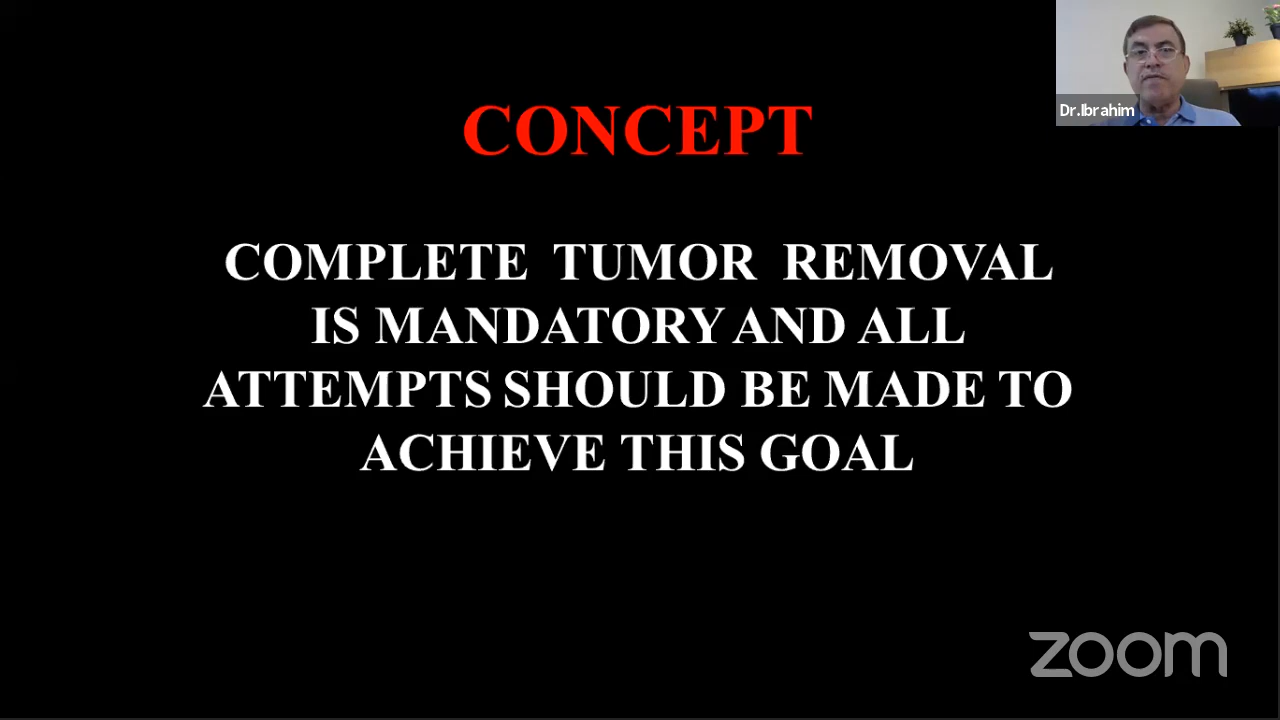 Dr.Ibrahim
CONCEPT
COMPLETE TUMOR REMOVAL
IS MANDATORY AND ALL
ATTEMPTS SHOULD BE MADE TO
ACHIEVE THIS GOAL
zoom